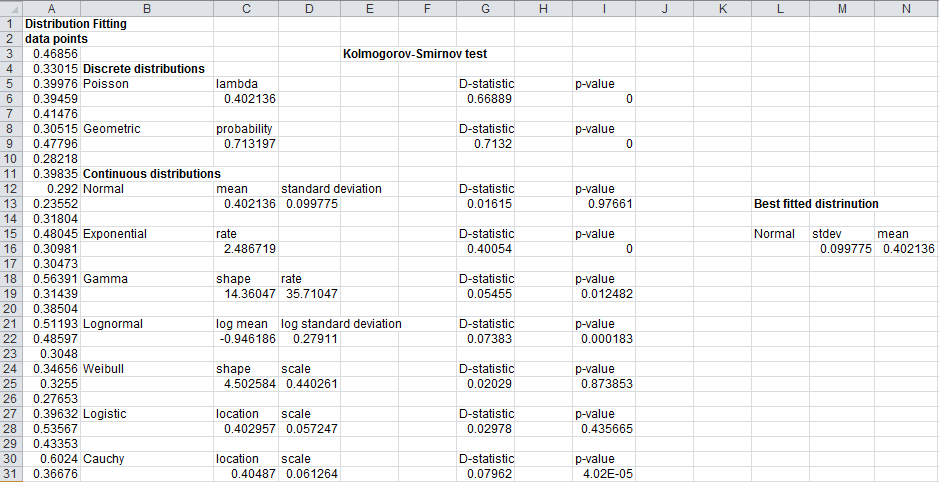 A B C D E F G H I J K L M N
1 Distribution Fitting
2 data points
3 0.46856 Kolmogorov-Smirnov test
4 0.33015 Discrete distributions
5 0.39976 Poisson lambda D-statistic p-value
6 0.39459 0.402136 0.66889 0
7 0.41476
8 0.30515 Geometric probability D-statistic p-value
9 0.47796 0.713197 0.7132 0
10 0.28218
11 0.39835 Continuous distributions
12 0.292 Normal mean standard deviation D-statistic p-value
13 0.23552 0.402136 0.099775 0.01615 0.97661 Best fitted distrinution
14 0.31804
15 0.48045 Exponential rate D-statistic p-value Normal stdev mean
16 0.30981 2.486719 0.40054 0 0.099775 0.402136
17 0.30473
18 0.56391 Gamma shape rate D-statistic p-value
19 0.31439 14.36047 35.71047 0.05455 0.012482
20 0.38504
21 0.51193 Lognormal log mean log standard deviation D-statistic p-value
22 0.48597 -0.946186 0.27911 0.07383 0.000183
23 0.3048
24 0.34656 Weibull shape scale D-statistic p-value
25 0.3255 4.502584 0.440261 0.02029 0.873853
26 0.27653
27 0.39632 Logistic location scale D-statistic p-value
28 0.53567 0.402957 0.057247 0.02978 0.435665
29 0.43353
30 0.6024 Cauchy location scale D-statistic p-value
31 0.36676 0.40487 0.061264 0.07962 4.02E-05